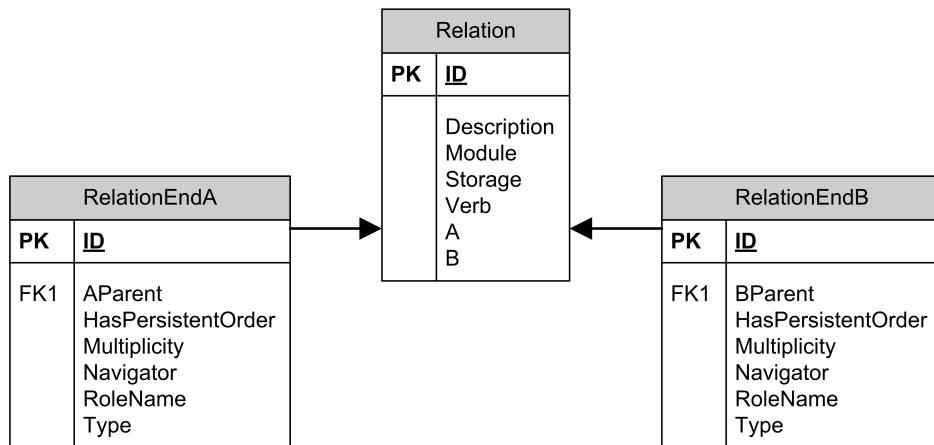 Relation
PK ID
Description
Module
Storage
Verb
A
B
RelationEndA
PK ID
FK1 AParent
HasPersistentOrder
Multiplicity
Navigator
RoleName
Type
RelationEndB
PK ID
FK1 BParent
HasPersistentOrder
Multiplicity
Navigator
RoleName
Type